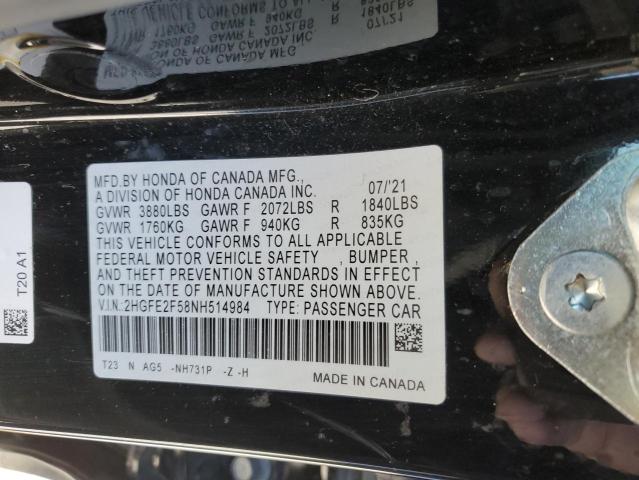 MFD.BY HONDA OF CANADA MFG.,
A DIVISION OF HONDA CANADA INC. 07/'21
GVWR 3880LBS GAWR F 2072LBS R 1840LBS
GVWR 1760KG GAWR F 940KG R 835KG
THIS VEHICLE CONFORMS TO ALL APPLICABLE
FEDERAL MOTOR VEHICLE SAFETY , BUMPER ,
AND THEFT PREVENTION STANDARDS IN EFFECT
ON THE DATE OF MANUFACTURE SHOWN ABOVE.
V.I.N.:2HGFE2F58NH514984 TYPE: PASSENGER CAR
T23 N AG5 -NH731P -Z -H
MADE IN CANADA
T20 A1